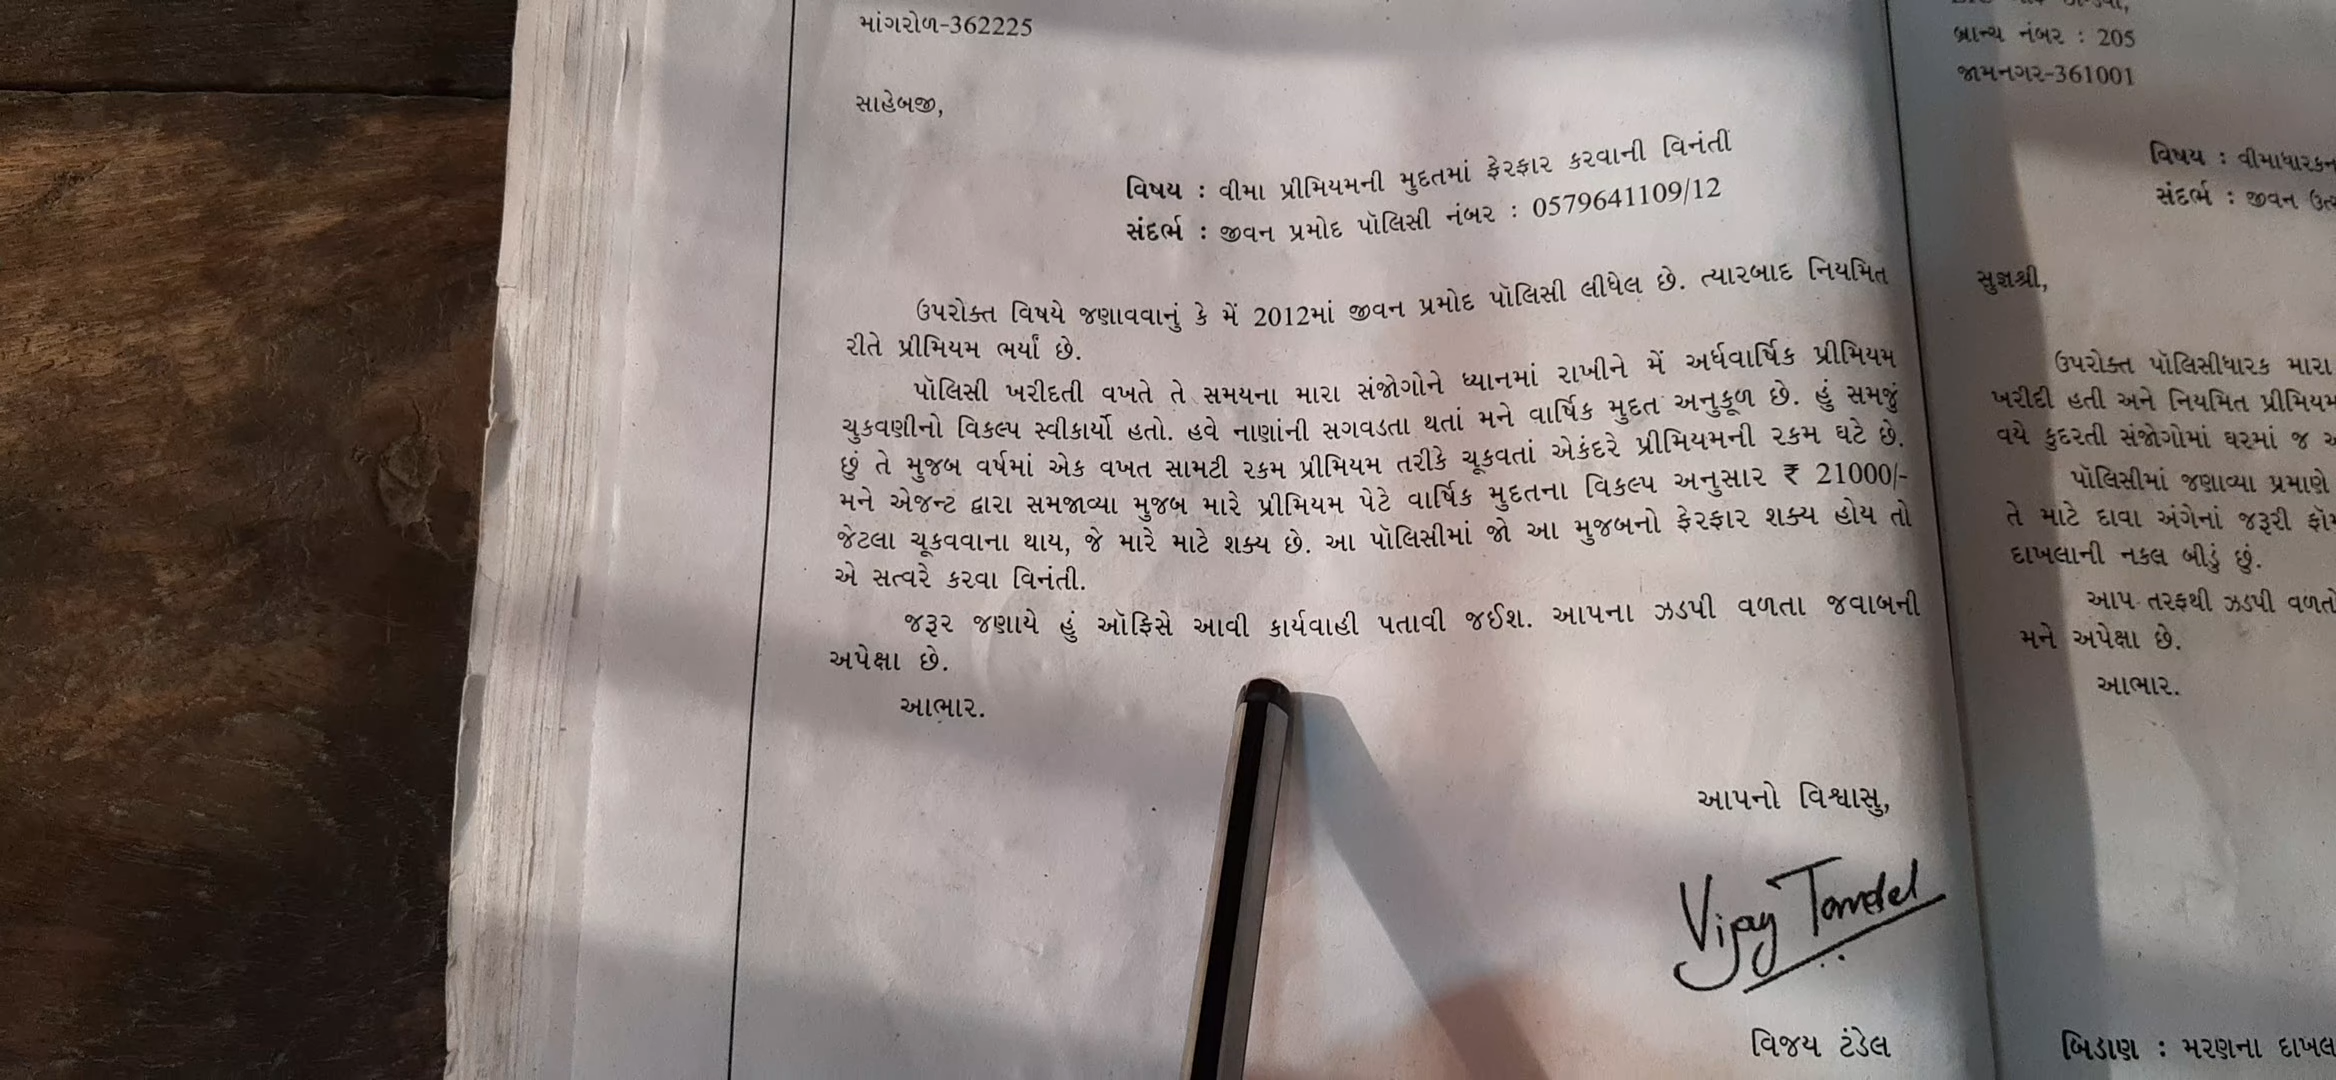 માંગરોળ-362225
સાહેબજી,
વિષય : વીમા પ્રીમિયમની મુદતમાં ફેરફાર કરવાની વિનંતી
સંદર્ભ : જીવન પ્રમોદ પૉલિસી નંબર : 0579641109/12
ઉપરોક્ત વિષયે જણાવવાનું કે મેં 2012માં જીવન પ્રમોદ પૉલિસી લીધેલ છે. ત્યારબાદ નિયમિત
રીતે પ્રીમિયમ ભર્યાં છે.
પૉલિસી ખરીદતી વખતે તે સમયના મારા સંજોગોને ધ્યાનમાં રાખીને મેં અર્ધવાર્ષિક પ્રીમિયમ
ચુકવણીનો વિકલ્પ સ્વીકાર્યો હતો. હવે નાણાંની સગવડતા થતાં મને વાર્ષિક મુદત અનુકૂળ છે. હું સમજું
છું તે મુજબ વર્ષમાં એક વખત સામટી રકમ પ્રીમિયમ તરીકે ચૂકવતાં એકંદરે પ્રીમિયમની રકમ ઘટે છે.
મને એજન્ટ દ્વારા સમજાવ્યા મુજબ મારે પ્રીમિયમ પેટે વાર્ષિક મુદતના વિકલ્પ અનુસાર ₹ 21000/-
જેટલા ચૂકવવાના થાય, જે મારે માટે શક્ય છે. આ પૉલિસીમાં જો આ મુજબનો ફેરફાર શક્ય હોય તો
એ સત્વરે કરવા વિનંતી.
જરૂર જણાયે હું ઑફિસે આવી કાર્યવાહી પતાવી જઈશ. આપના ઝડપી વળતા જવાબની
અપેક્ષા છે.
આભાર.
આપનો વિશ્વાસુ,
Vijay Tandel
વિજય ટંડેલ
બ્રાન્ચ નંબર : 205
જામનગર-361001
વિષય : વીમાધારકન
સંદર્ભ : જીવન ઉત્
સુજ્ઞશ્રી,
ઉપરોક્ત પૉલિસીધારક મારા
ખરીદી હતી અને નિયમિત પ્રીમિયમ
વયે કુદરતી સંજોગોમાં ઘરમાં જ
પૉલિસીમાં જણાવ્યા પ્રમાણે
તે માટે દાવા અંગેનાં જરૂરી ફૉર્
દાખલાની નકલ બીડું છું.
આપ તરફથી ઝડપી વળતો
મને અપેક્ષા છે.
આભાર.
બિડાણ : મરણના દાખલ